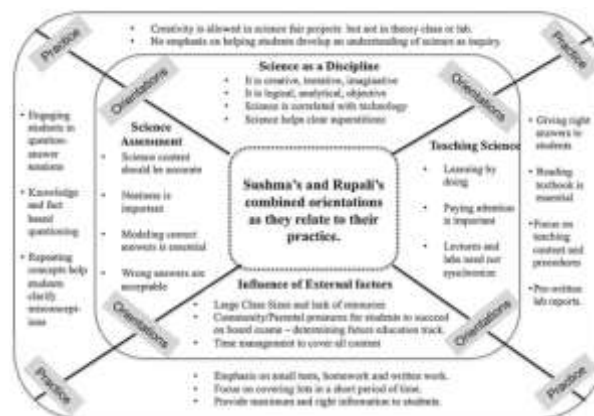 • Creativity is allowed in science fair projects but not in theory class or lab.
• No emphasis on helping students develop an understanding of science as inquiry.
Practice
Practice
Orientations
Orientations
Science as a Discipline
• It is creative, tentative, imaginative
• It is logical, analytical, objective
• Science is correlated with technology
• Science helps clear superstitions
• Engaging
students in
question-
answer
sessions
• Knowledge
and fact
based
questioning
• Repeating
concepts help
students
clarify
misconcept-
ions
Science
Assessment
• Science content
should be accurate
• Neatness is
important
• Modeling correct
answers is essential
• Wrong answers are
acceptable
Sushma's and Rupali's
combined orientations
as they relate to their
practice.
Teaching Science
• Learning by
doing
• Paying attention
is important
• Lectures and
labs need not
synchronize
• Giving right
answers to
students
• Reading
textbook is
essential
• Focus on
teaching
content and
procedures
• Pre-written
lab reports.
Influence of External factors
• Large Class Sizes and lack of resources
• Community/Parental pressures for students to succeed
on board exams – determining future education track.
• Time management to cover all content
Orientations
Orientations
Practice
Practice
• Emphasis on small tests, homework and written work.
• Focus on covering lots in a short period of time.
• Provide maximum and right information to students.